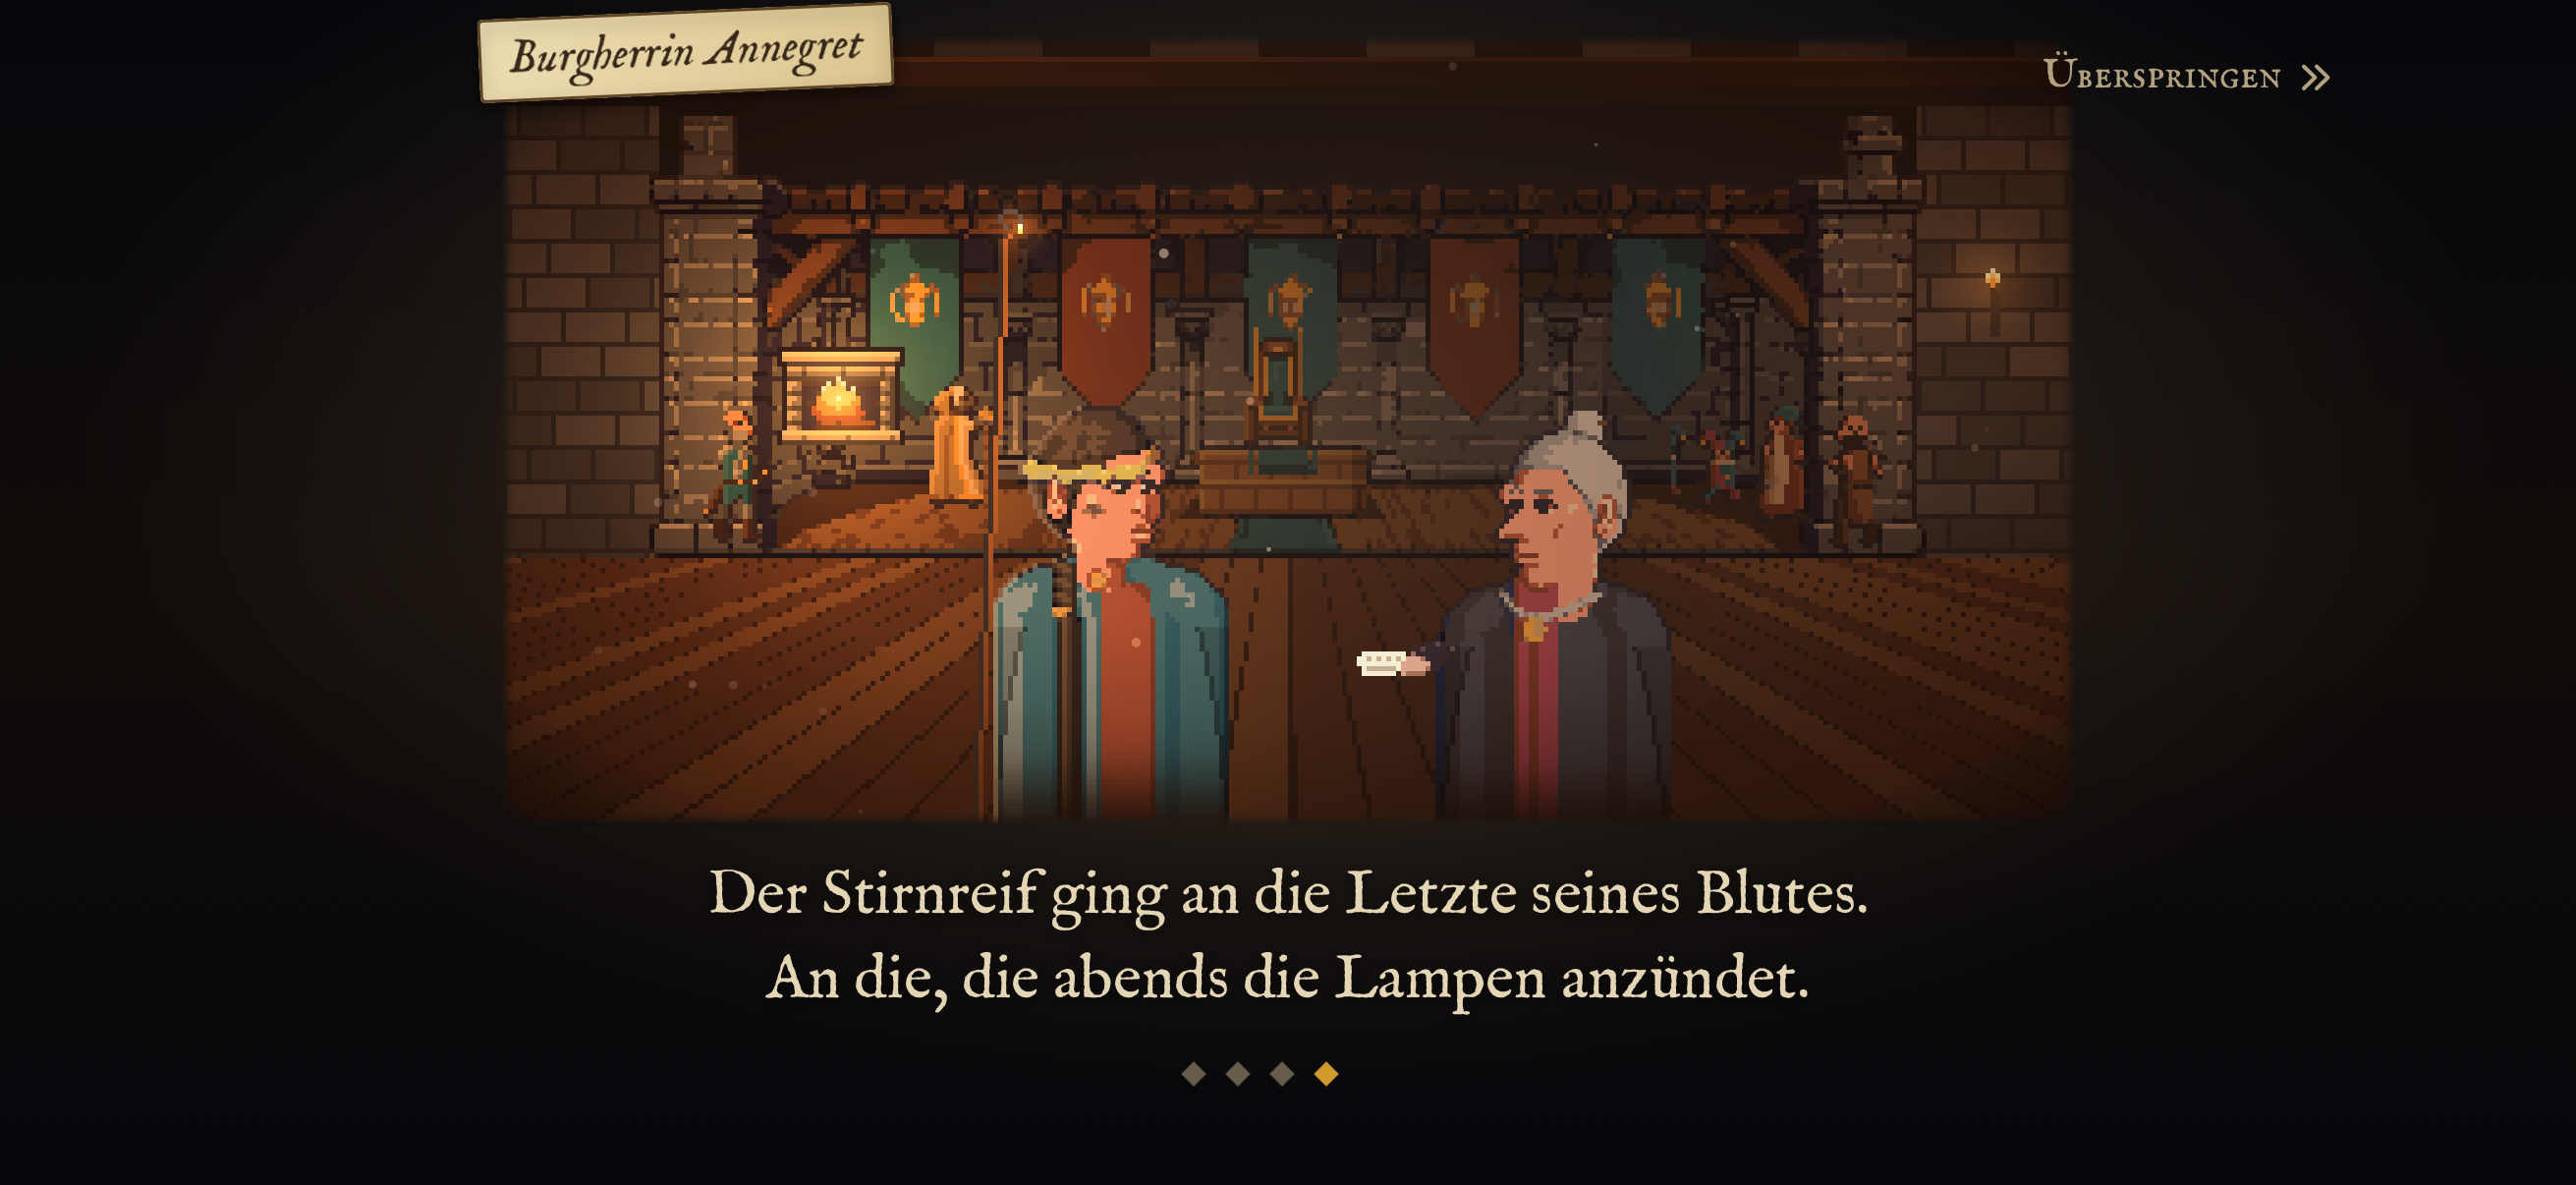 Burgherrin Annegret
Überspringen
Der Stirnreif ging an die Letzte seines Blutes.
An die, die abends die Lampen anzündet.